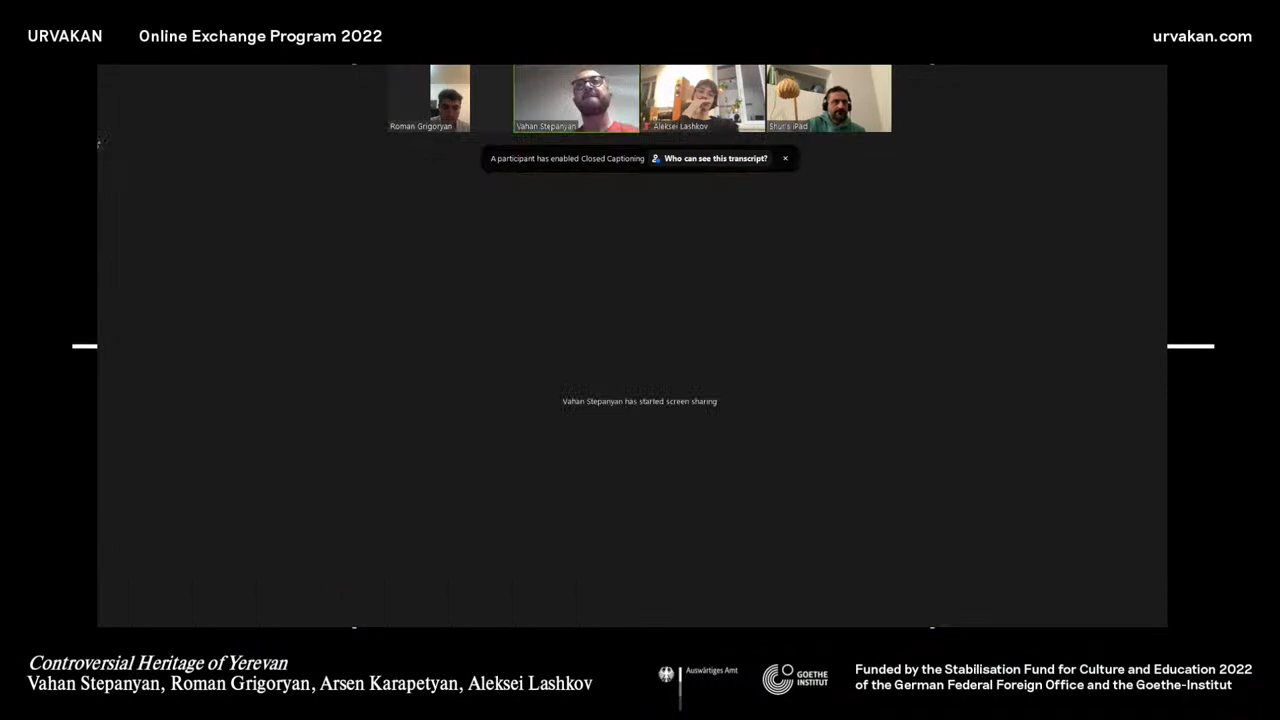 URVAKAN
Online Exchange Program 2022
urvakan.com
Roman Grigoryan
Vahan Stepanyan
Aleksei Lashkov
Shur's iPad
A participant has enabled Closed Captioning
Who can see this transcript?
Vahan Stepanyan has started screen sharing
Controversial Heritage of Yerevan
Vahan Stepanyan, Roman Grigoryan, Arsen Karapetyan, Aleksei Lashkov
Auswärtiges Amt
GOETHE
INSTITUT
Funded by the Stabilisation Fund for Culture and Education 2022
of the German Federal Foreign Office and the Goethe-Institut